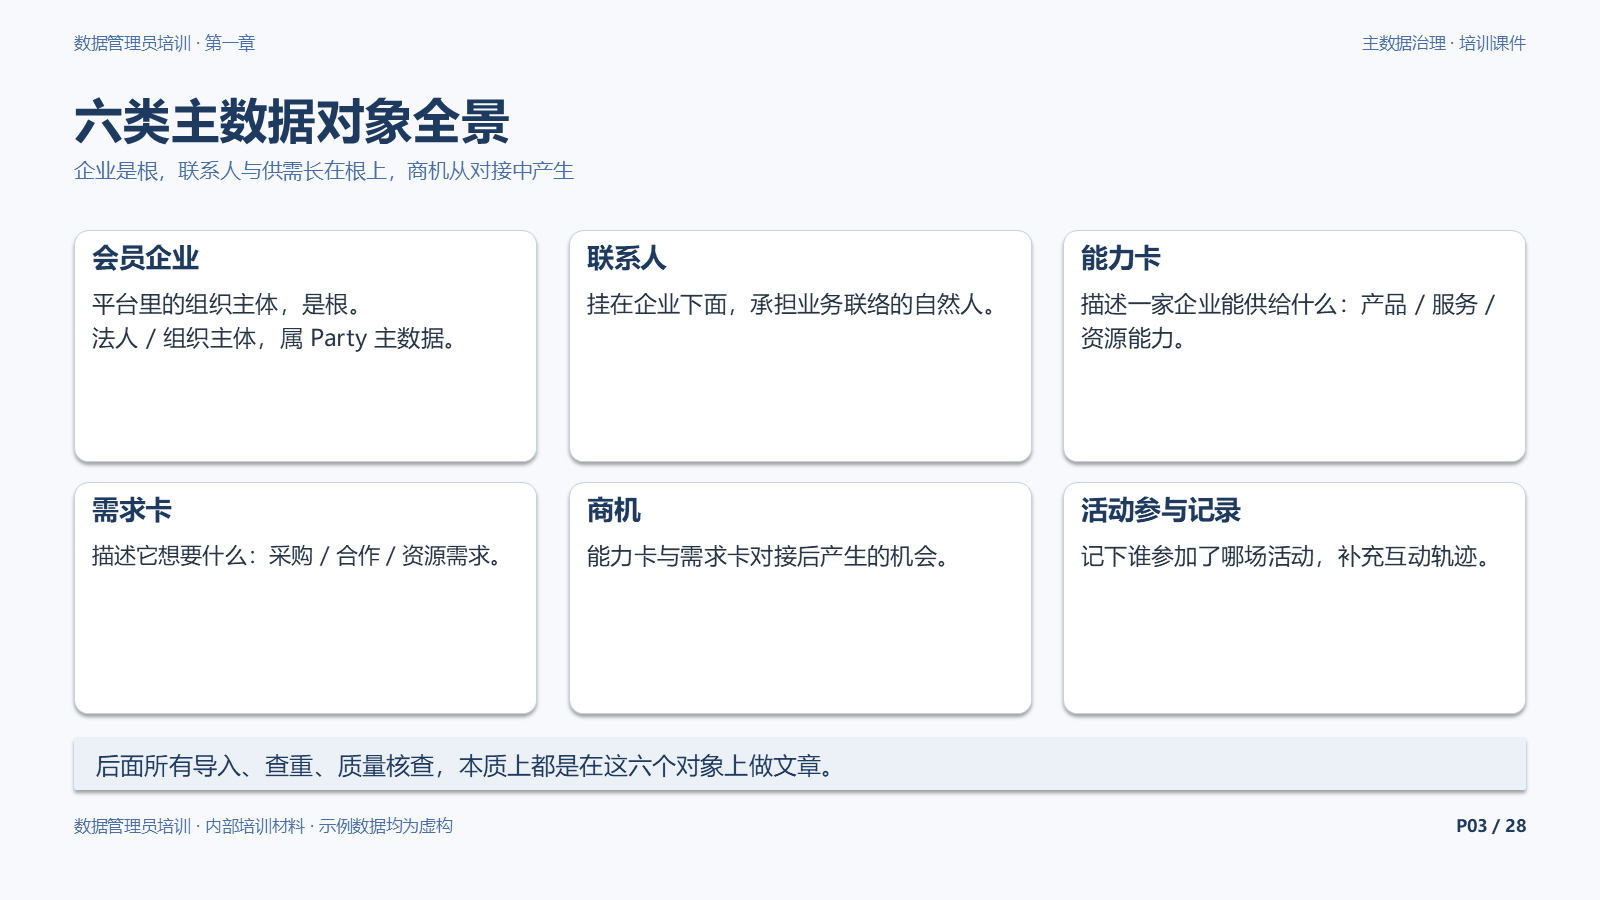 数据管理员培训 · 第一章
主数据治理 · 培训课件
六类主数据对象全景
企业是根，联系人与供需长在根上，商机从对接中产生
会员企业
平台里的组织主体，是根。
法人 / 组织主体，属 Party 主数据。
联系人
挂在企业下面，承担业务联络的自然人。
能力卡
描述一家企业能供给什么：产品 / 服务 /
资源能力。
需求卡
描述它想要什么：采购 / 合作 / 资源需求。
商机
能力卡与需求卡对接后产生的机会。
活动参与记录
记下谁参加了哪场活动，补充互动轨迹。
后面所有导入、查重、质量核查，本质上都是在这六个对象上做文章。
数据管理员培训 · 内部培训材料 · 示例数据均为虚构
P03 / 28